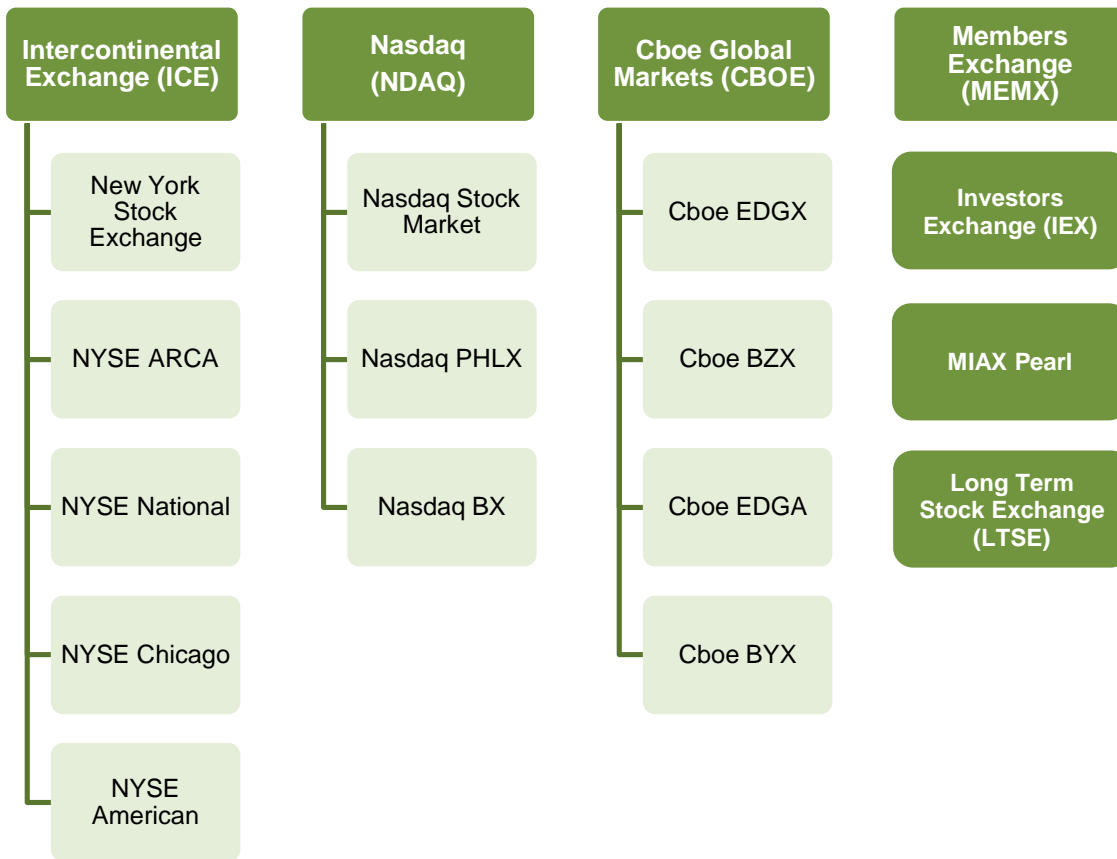 Intercontinental
Exchange (ICE)
New York
Stock
Exchange
NYSE ARCA
NYSE National
NYSE Chicago
NYSE
American
Nasdaq
(NDAQ)
Nasdaq Stock
Market
Nasdaq PHLX
Nasdaq BX
Cboe Global
Markets (CBOE)
Cboe EDGX
Cboe BZX
Cboe EDGA
Cboe BYX
Members
Exchange
(MEMX)
Investors
Exchange (IEX)
MIAX Pearl
Long Term
Stock Exchange
(LTSE)